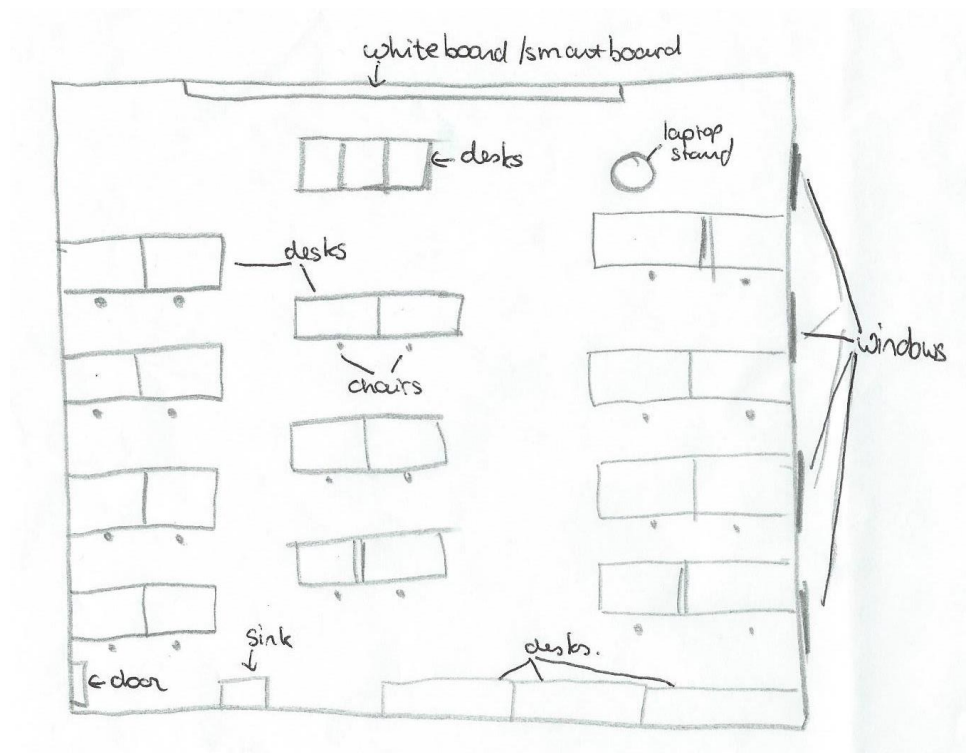 whiteboard /smartboard
desks
laptop
stand
desks
chairs
windows
sink
door
desks.